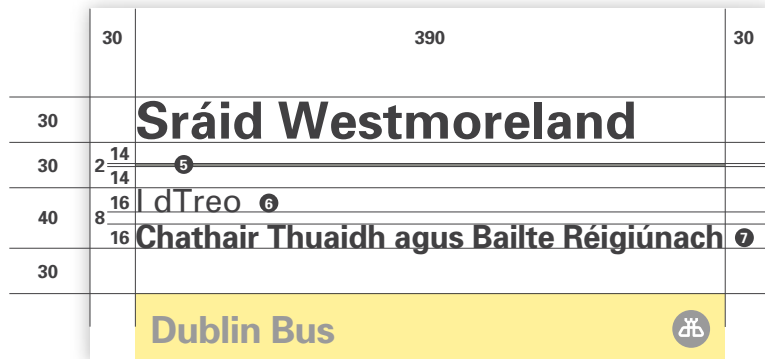 30 390 30
30 Sráid Westmoreland
14
30 2 5
14
16 I dTreo 6
40 8
16 Chathair Thuaidh agus Bailte Réigiúnach 7
30
Dublin Bus